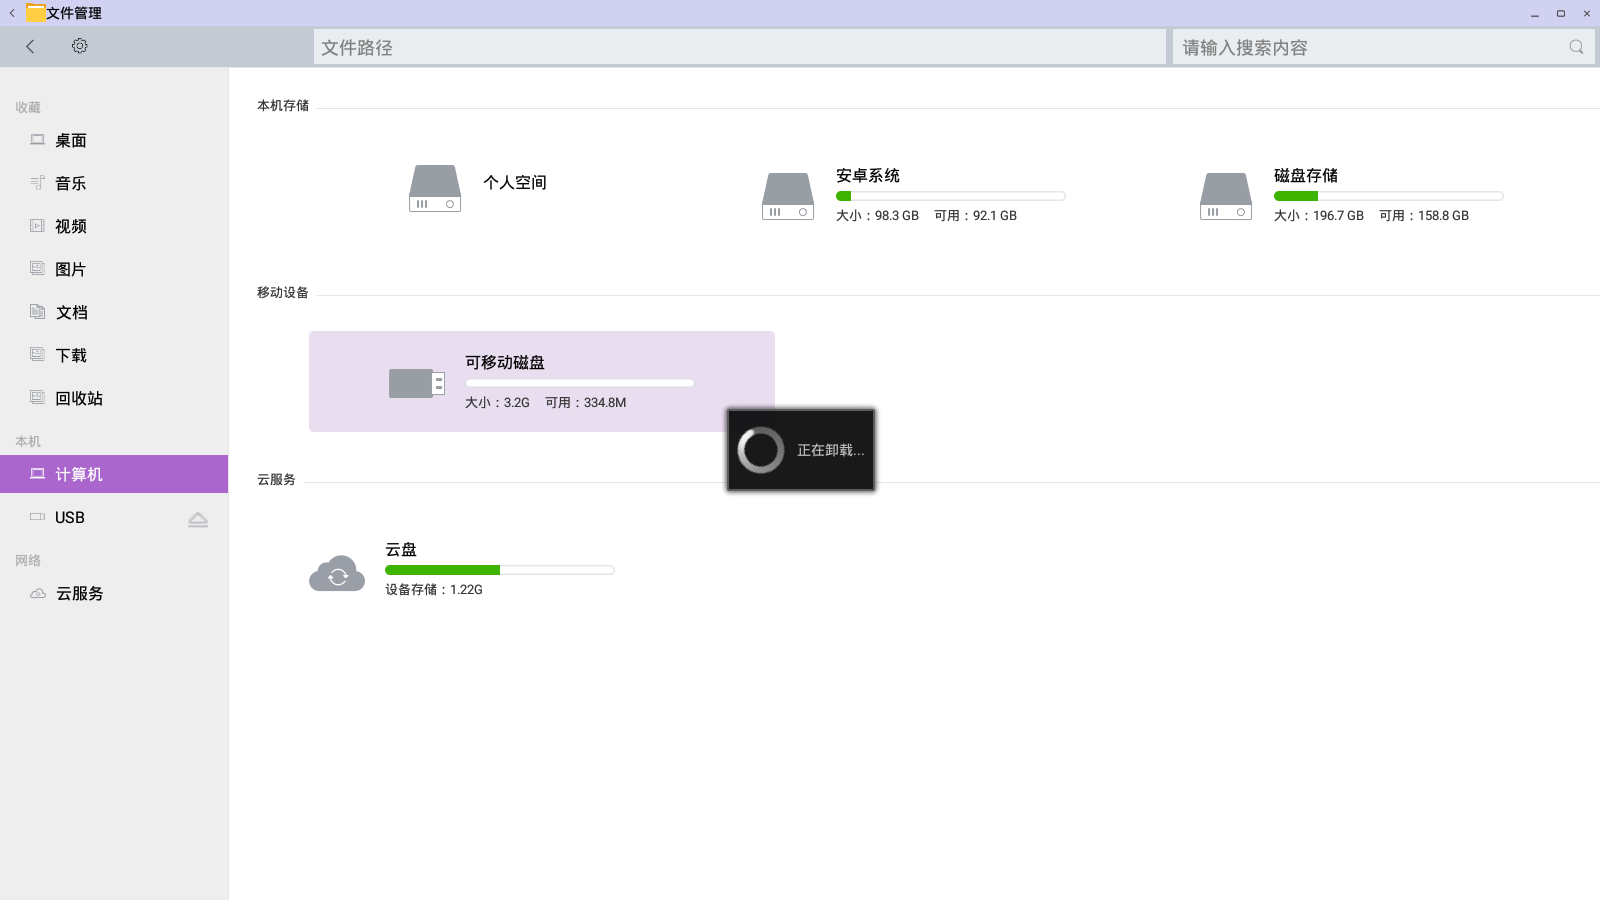 文件管理
文件路径
请输入搜索内容
收藏
桌面
音乐
视频
图片
文档
下载
回收站
本机
计算机
USB
网络
云服务
本机存储
个人空间
安卓系统
大小：98.3 GB 可用：92.1 GB
磁盘存储
大小：196.7 GB 可用：158.8 GB
移动设备
可移动磁盘
大小：3.2G 可用：334.8M
正在卸载...
云服务
云盘
设备存储：1.22G